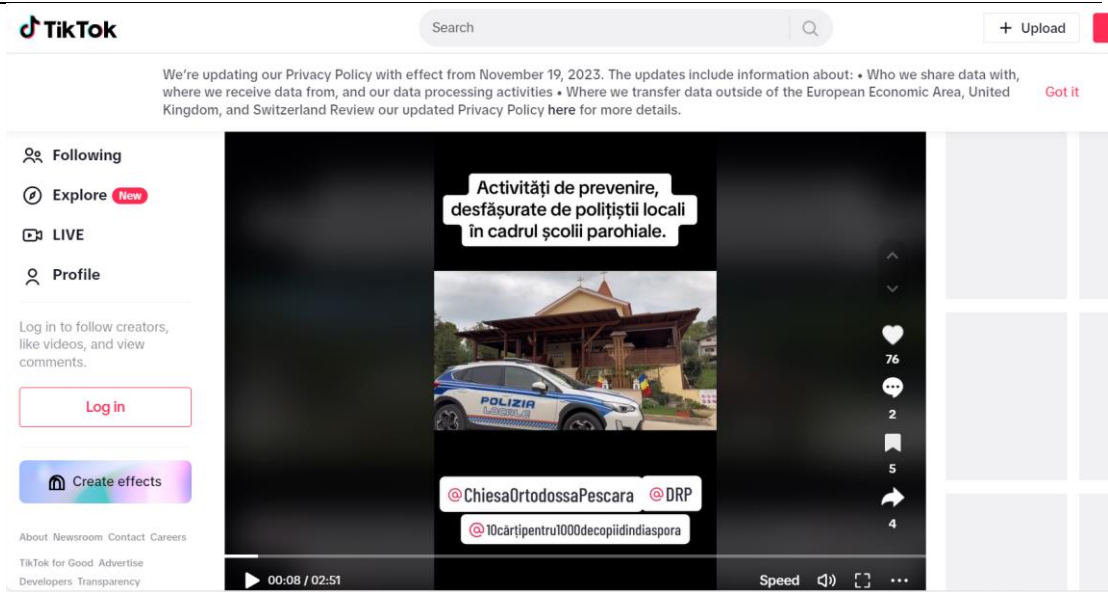 TikTok
Search
+ Upload
We're updating our Privacy Policy with effect from November 19, 2023. The updates include information about: • Who we share data with,
where we receive data from, and our data processing activities • Where we transfer data outside of the European Economic Area, United
Kingdom, and Switzerland Review our updated Privacy Policy here for more details.
Got it
Following
Explore New
LIVE
Profile
Log in to follow creators,
like videos, and view
comments.
Log in
Create effects
About Newsroom Contact Careers
TikTok for Good Advertise
Developers Transparency
Activități de prevenire,
desfășurate de polițiștii locali
în cadrul școlii parohiale.
POLIZIA
LOCALE
@ChiesaOrtodossaPescara @DRP
@10cărțipentru1000decopiidindiaspora
76
2
5
4
00:08 / 02:51
Speed